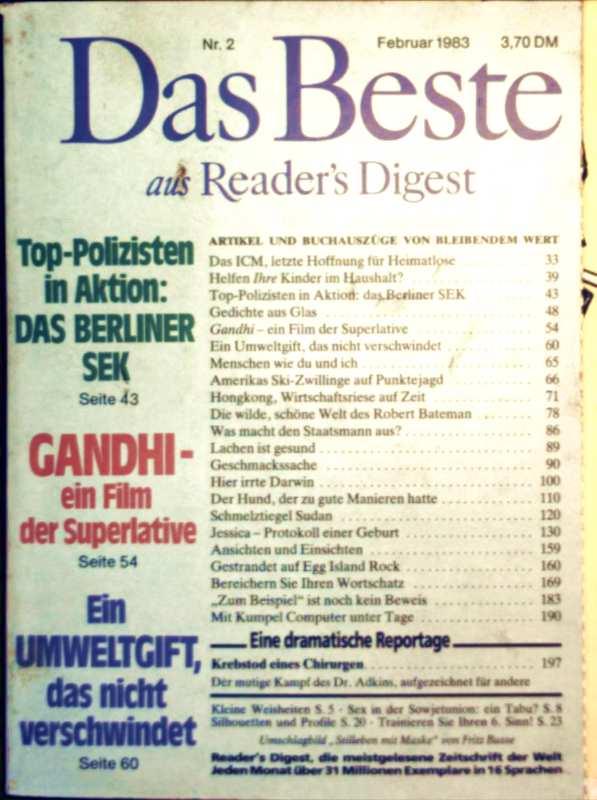 Nr. 2
Februar 1983
3,70 DM
Das Beste
aus Reader's Digest
Top-Polizisten
in Aktion:
DAS BERLINER
SEK
Seite 43
GANDHI-
ein Film
der Superlative
Seite 54
Ein
UMWELTGIFT,
das nicht
verschwindet
Seite 60
ARTIKEL UND BUCHAUSZÜGE VON BLEIBENDEM WERT
Das ICM, letzte Hoffnung für Heimatlose 33
Helfen Ihre Kinder im Haushalt? 39
Top-Polizisten in Aktion: das Berliner SEK 43
Gedichte aus Glas 48
Gandhi – ein Film der Superlative 54
Ein Umweltgift, das nicht verschwindet 60
Menschen wie du und ich 65
Amerikas Ski-Zwillinge auf Punktejagd 66
Hongkong, Wirtschaftsriese auf Zeit 71
Die wilde, schöne Welt des Robert Bateman 78
Was macht den Staatsmann aus? 86
Lachen ist gesund 89
Geschmackssache 90
Hier irrte Darwin 100
Der Hund, der zu gute Manieren hatte 110
Schmelztiegel Sudan 120
Jessica – Protokoll einer Geburt 130
Ansichten und Einsichten 159
Gestrandet auf Egg Island Rock 160
Bereichern Sie Ihren Wortschatz 169
„Zum Beispiel" ist noch kein Beweis 183
Mit Kumpel Computer unter Tage 190
Eine dramatische Reportage
Krebstod eines Chirurgen 197
Der mutige Kampf des Dr. Adkins, aufgezeichnet für andere
Kleine Weisheiten S. 5 · Sex in der Sowjetunion: ein Tabu? S. 8
Silhouetten und Profile S. 20 · Trainieren Sie Ihren 6. Sinn! S. 23
Umschlagbild „Stilleben mit Maske" von Fritz Busse
Reader's Digest, die meistgelesene Zeitschrift der Welt
Jeden Monat über 31 Millionen Exemplare in 16 Sprachen